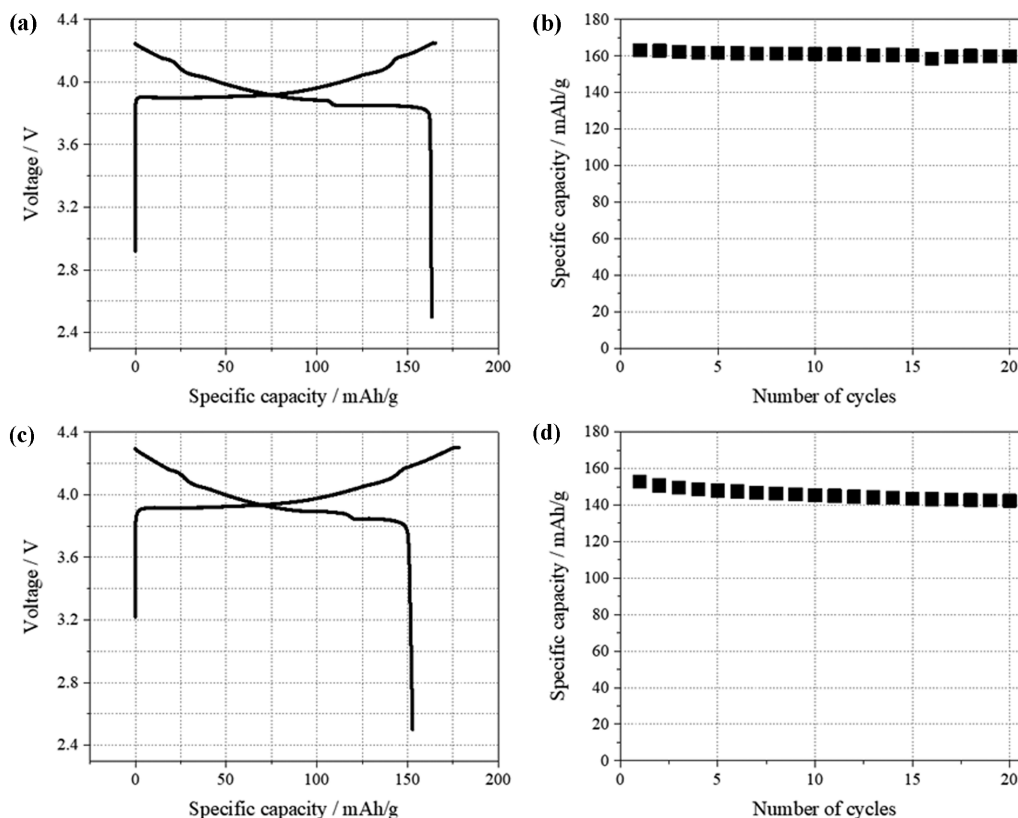 (a)
4.4
4.0
3.6
3.2
2.8
2.4
Voltage / V
0 50 100 150 200
Specific capacity / mAh/g
(b)
180
160
140
120
100
80
60
40
20
0
Specific capacity / mAh/g
5 10 15 20
Number of cycles
(c)
4.4
4.0
3.6
3.2
2.8
2.4
Voltage / V
0 50 100 150 200
Specific capacity / mAh/g
(d)
180
160
140
120
100
80
60
40
20
0
Specific capacity / mAh/g
5 10 15 20
Number of cycles